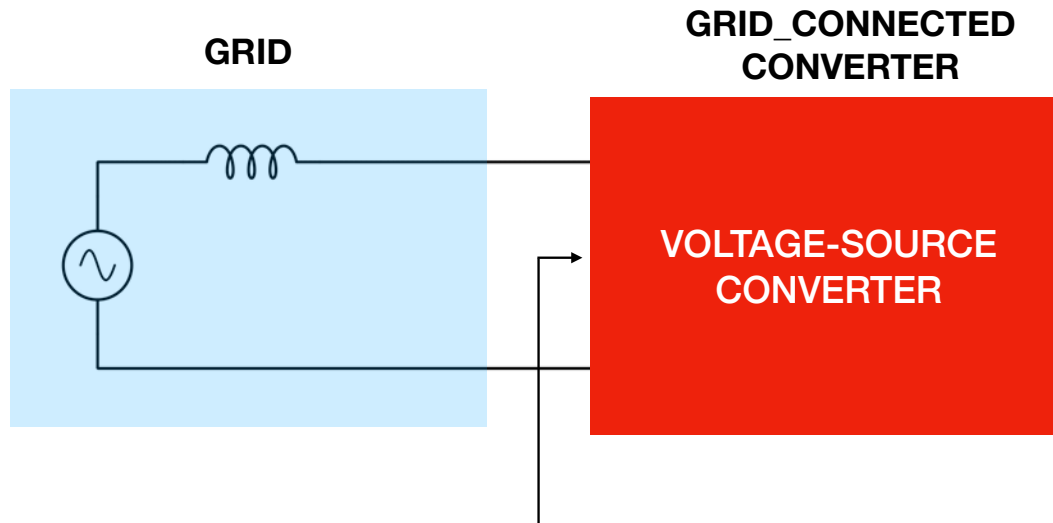 GRID
GRID_CONNECTED
CONVERTER
VOLTAGE-SOURCE
CONVERTER